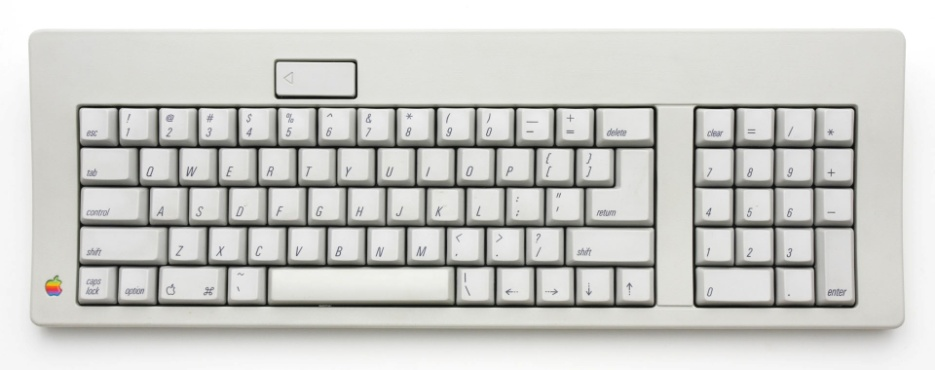 ◁
! @ # $ % ^ & * ( ) — +
esc 1 2 3 4 5 6 7 8 9 0 – = delete clear = / *
{ }
tab Q W E R T Y U I O P [ ] 7 8 9 +
: "
control A S D F G H J K L ; ' return 4 5 6 –
< > ?
shift Z X C V B N M , . / shift 1 2 3
caps ~ |
lock option ⌘ ` \ ← → ↓ ↑ 0 . enter